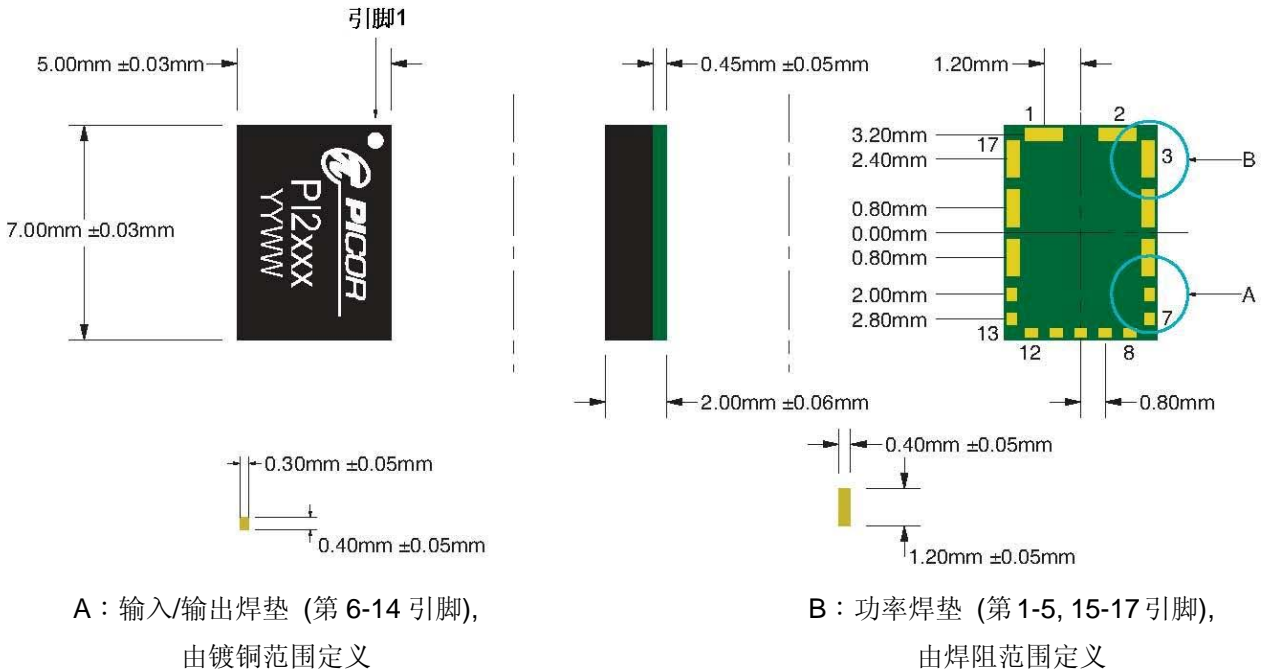 引脚1
5.00mm ±0.03mm
0.45mm ±0.05mm
1.20mm
7.00mm ±0.03mm
PICOR
PI2xxx
YYWW
1
2
3.20mm
17
3
B
2.40mm
0.80mm
0.00mm
0.80mm
2.00mm
A
2.80mm
7
13
12
8
2.00mm ±0.06mm
0.80mm
0.30mm ±0.05mm
0.40mm ±0.05mm
0.40mm ±0.05mm
1.20mm ±0.05mm
A：输入/输出焊垫 (第 6-14 引脚),
由镀铜范围定义
B：功率焊垫 (第 1-5, 15-17 引脚),
由焊阻范围定义